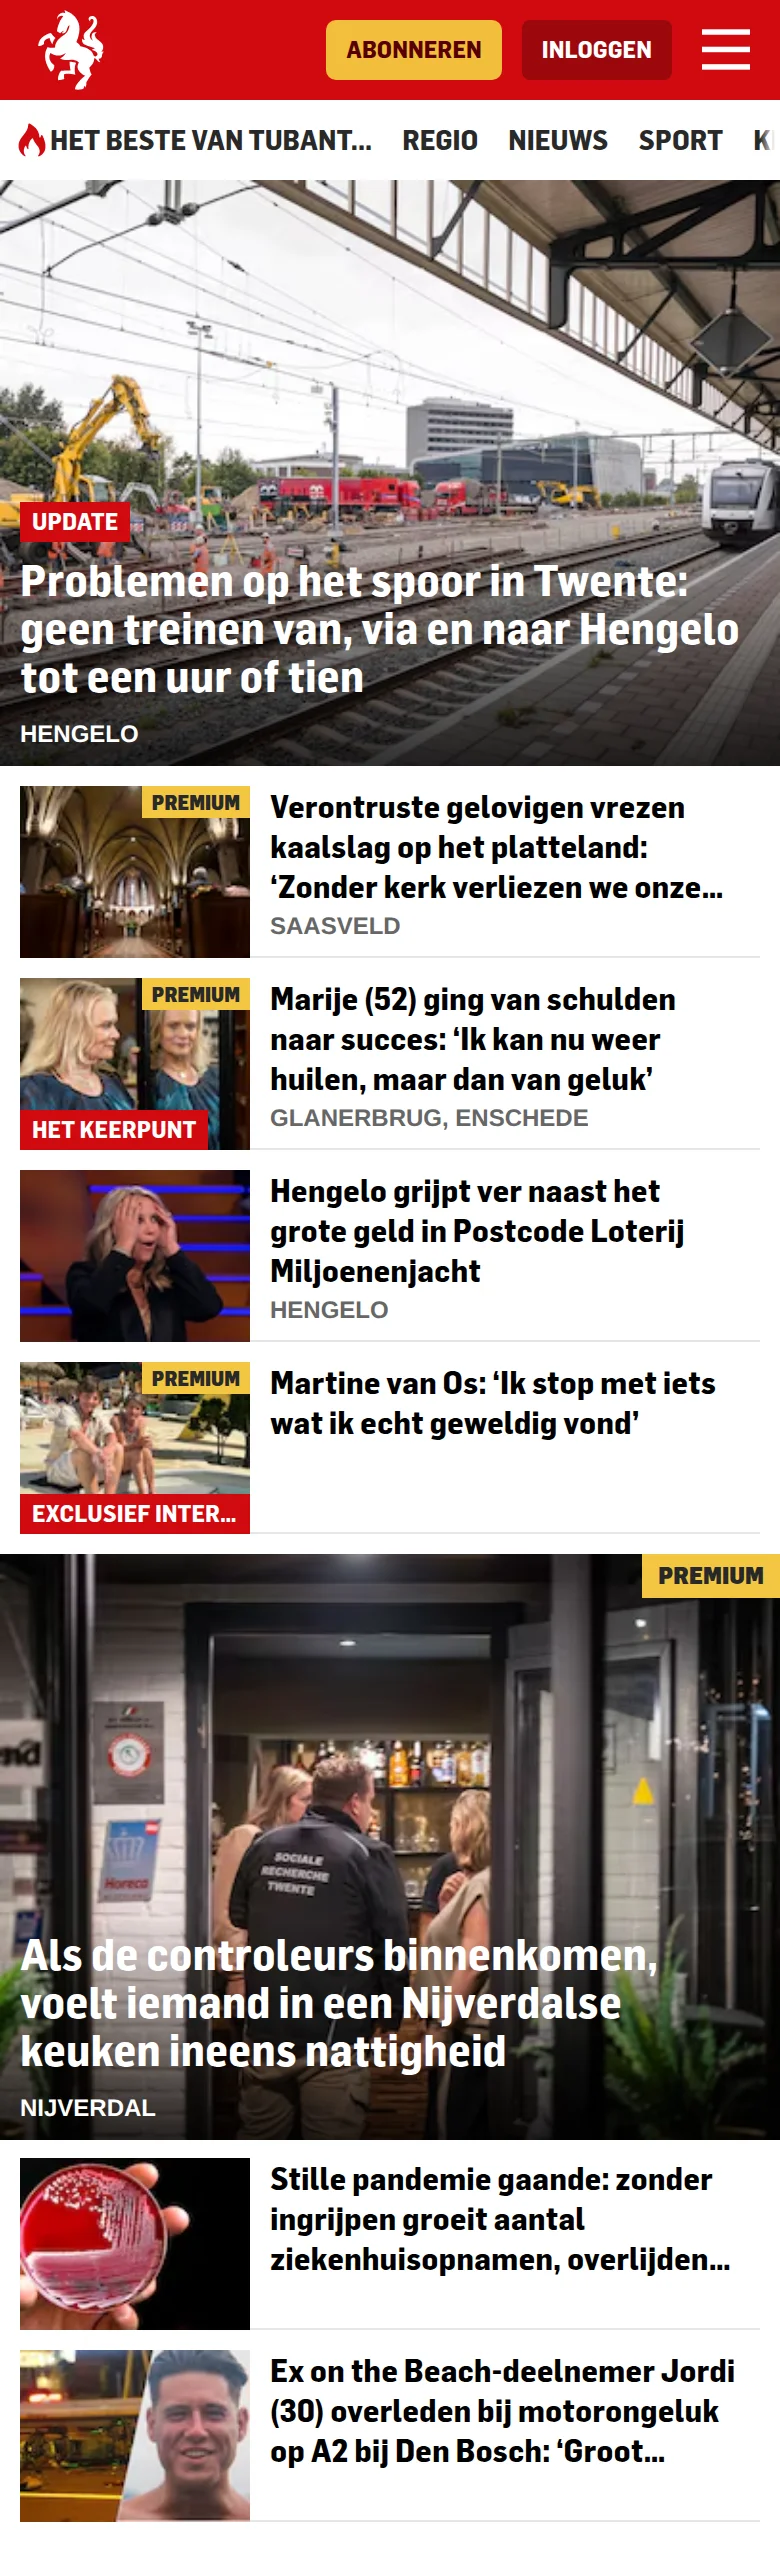 ABONNEREN
INLOGGEN
HET BESTE VAN TUBANT...
REGIO
NIEUWS
SPORT
UPDATE
Problemen op het spoor in Twente:
geen treinen van, via en naar Hengelo
tot een uur of tien
HENGELO
PREMIUM
Verontruste gelovigen vrezen
kaalslag op het platteland:
‘Zonder kerk verliezen we onze...
SAASVELD
PREMIUM
HET KEERPUNT
Marije (52) ging van schulden
naar succes: ‘Ik kan nu weer
huilen, maar dan van geluk’
GLANERBRUG, ENSCHEDE
Hengelo grijpt ver naast het
grote geld in Postcode Loterij
Miljoenenjacht
HENGELO
PREMIUM
EXCLUSIEF INTER...
Martine van Os: ‘Ik stop met iets
wat ik echt geweldig vond’
PREMIUM
Horeca
SOCIALE
RECHERCHE
TWENTE
Als de controleurs binnenkomen,
voelt iemand in een Nijverdalse
keuken ineens nattigheid
NIJVERDAL
Stille pandemie gaande: zonder
ingrijpen groeit aantal
ziekenhuisopnamen, overlijden...
Ex on the Beach-deelnemer Jordi
(30) overleden bij motorongeluk
op A2 bij Den Bosch: ‘Groot...